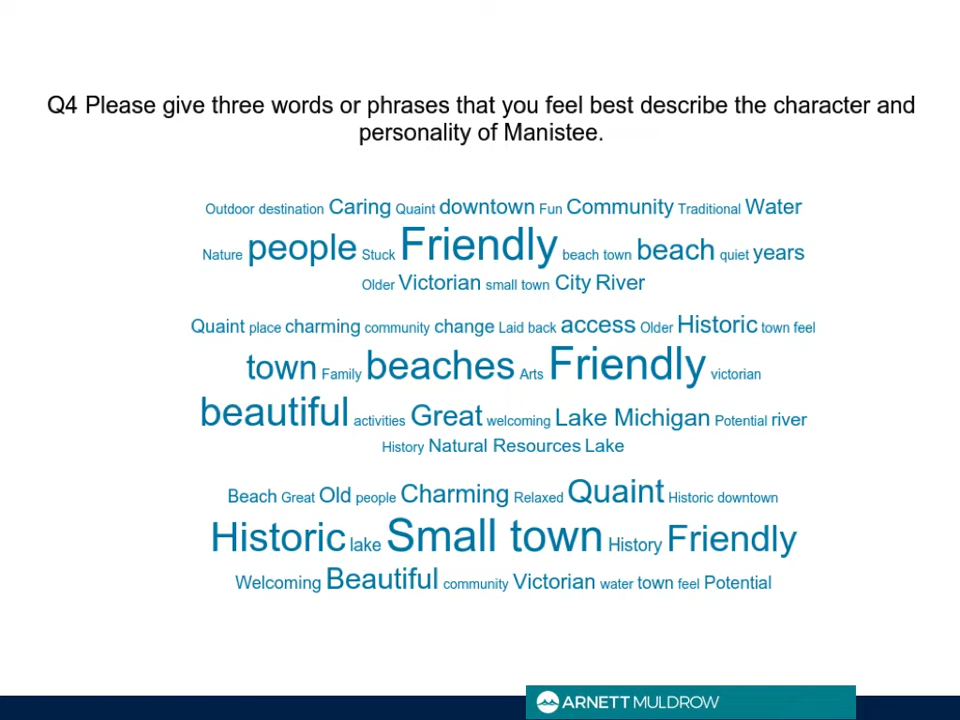 Q4 Please give three words or phrases that you feel best describe the character and
personality of Manistee.
Outdoor destination Caring Quaint downtown Fun Community Traditional Water
Nature people Stuck Friendly beach town beach quiet years
Older Victorian small town City River
Quaint place charming community change Laid back access Older Historic town feel
town Family beaches Arts Friendly victorian
beautiful activities Great welcoming Lake Michigan Potential river
History Natural Resources Lake
Beach Great Old people Charming Relaxed Quaint Historic downtown
Historic lake Small town History Friendly
Welcoming Beautiful community Victorian water town feel Potential
ARNETT MULDROW